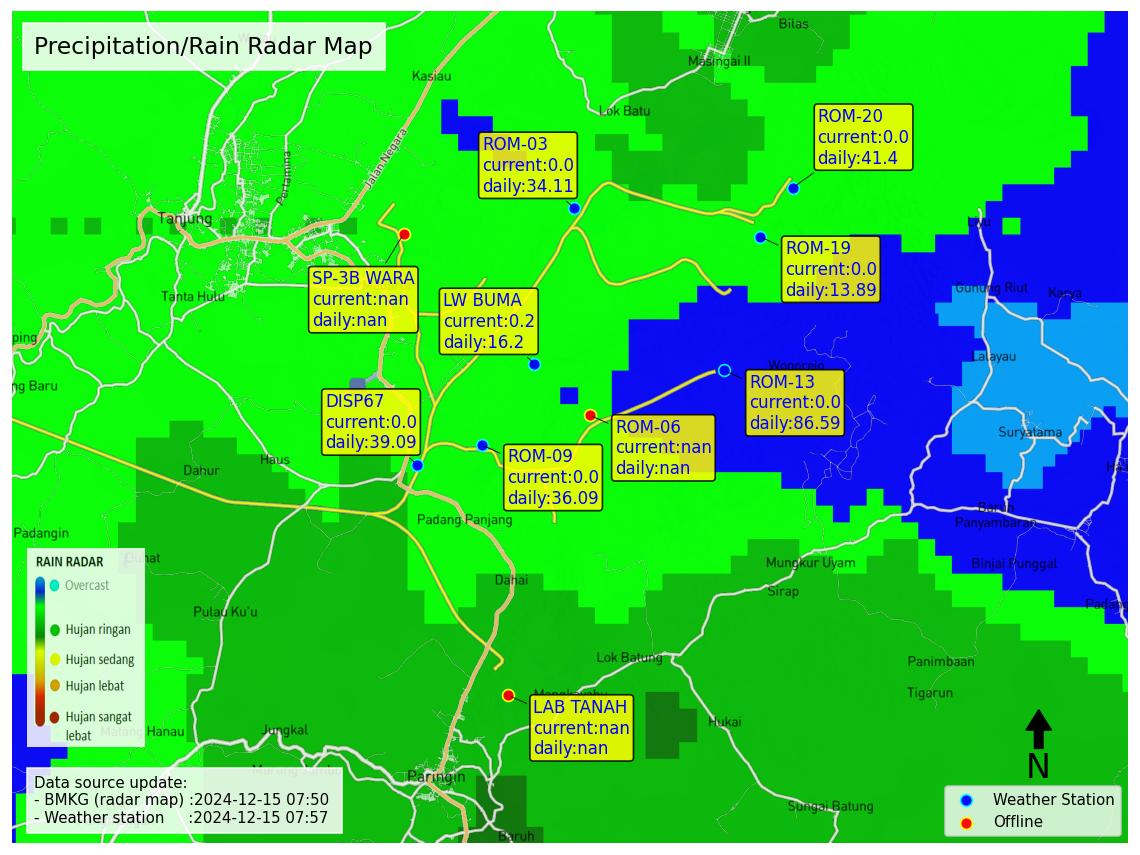 Precipitation/Rain Radar Map
Bilas
Masingai II
Kasiau
Lok Batu
Jalan Negara
Pertamina
ROM-20
current:0.0
daily:41.4
ROM-03
current:0.0
daily:34.11
Tanjung
Liyu
ROM-19
current:0.0
daily:13.89
SP-3B WARA
current:nan
daily:nan
Tanta Hulu
LW BUMA
current:0.2
daily:16.2
Gunung Riut
Karya
ping
Lalayau
Wonorejo
ng Baru
ROM-13
current:0.0
daily:86.59
DISP67
current:0.0
daily:39.09
ROM-06
current:nan
daily:nan
Suryatama
ROM-09
current:0.0
daily:36.09
Haus
Dahur
Padang Panjang
Baruh
Panyambaran
Padangin
Mungkur Uyam
Binjai Punggal
Dahai
Sirap
Padang
Pulau Ku'u
RAIN RADAR
Overcast
Hujan ringan
Hujan sedang
Hujan lebat
Hujan sangat
lebat
Lok Batung
Panimbaan
Tigarun
LAB TANAH
current:nan
daily:nan
Hukai
Manau
Jungkal
Paringin
Sungai Batung
Baruh
Data source update:
- BMKG (radar map) :2024-12-15 07:50
- Weather station :2024-12-15 07:57
N
Weather Station
Offline